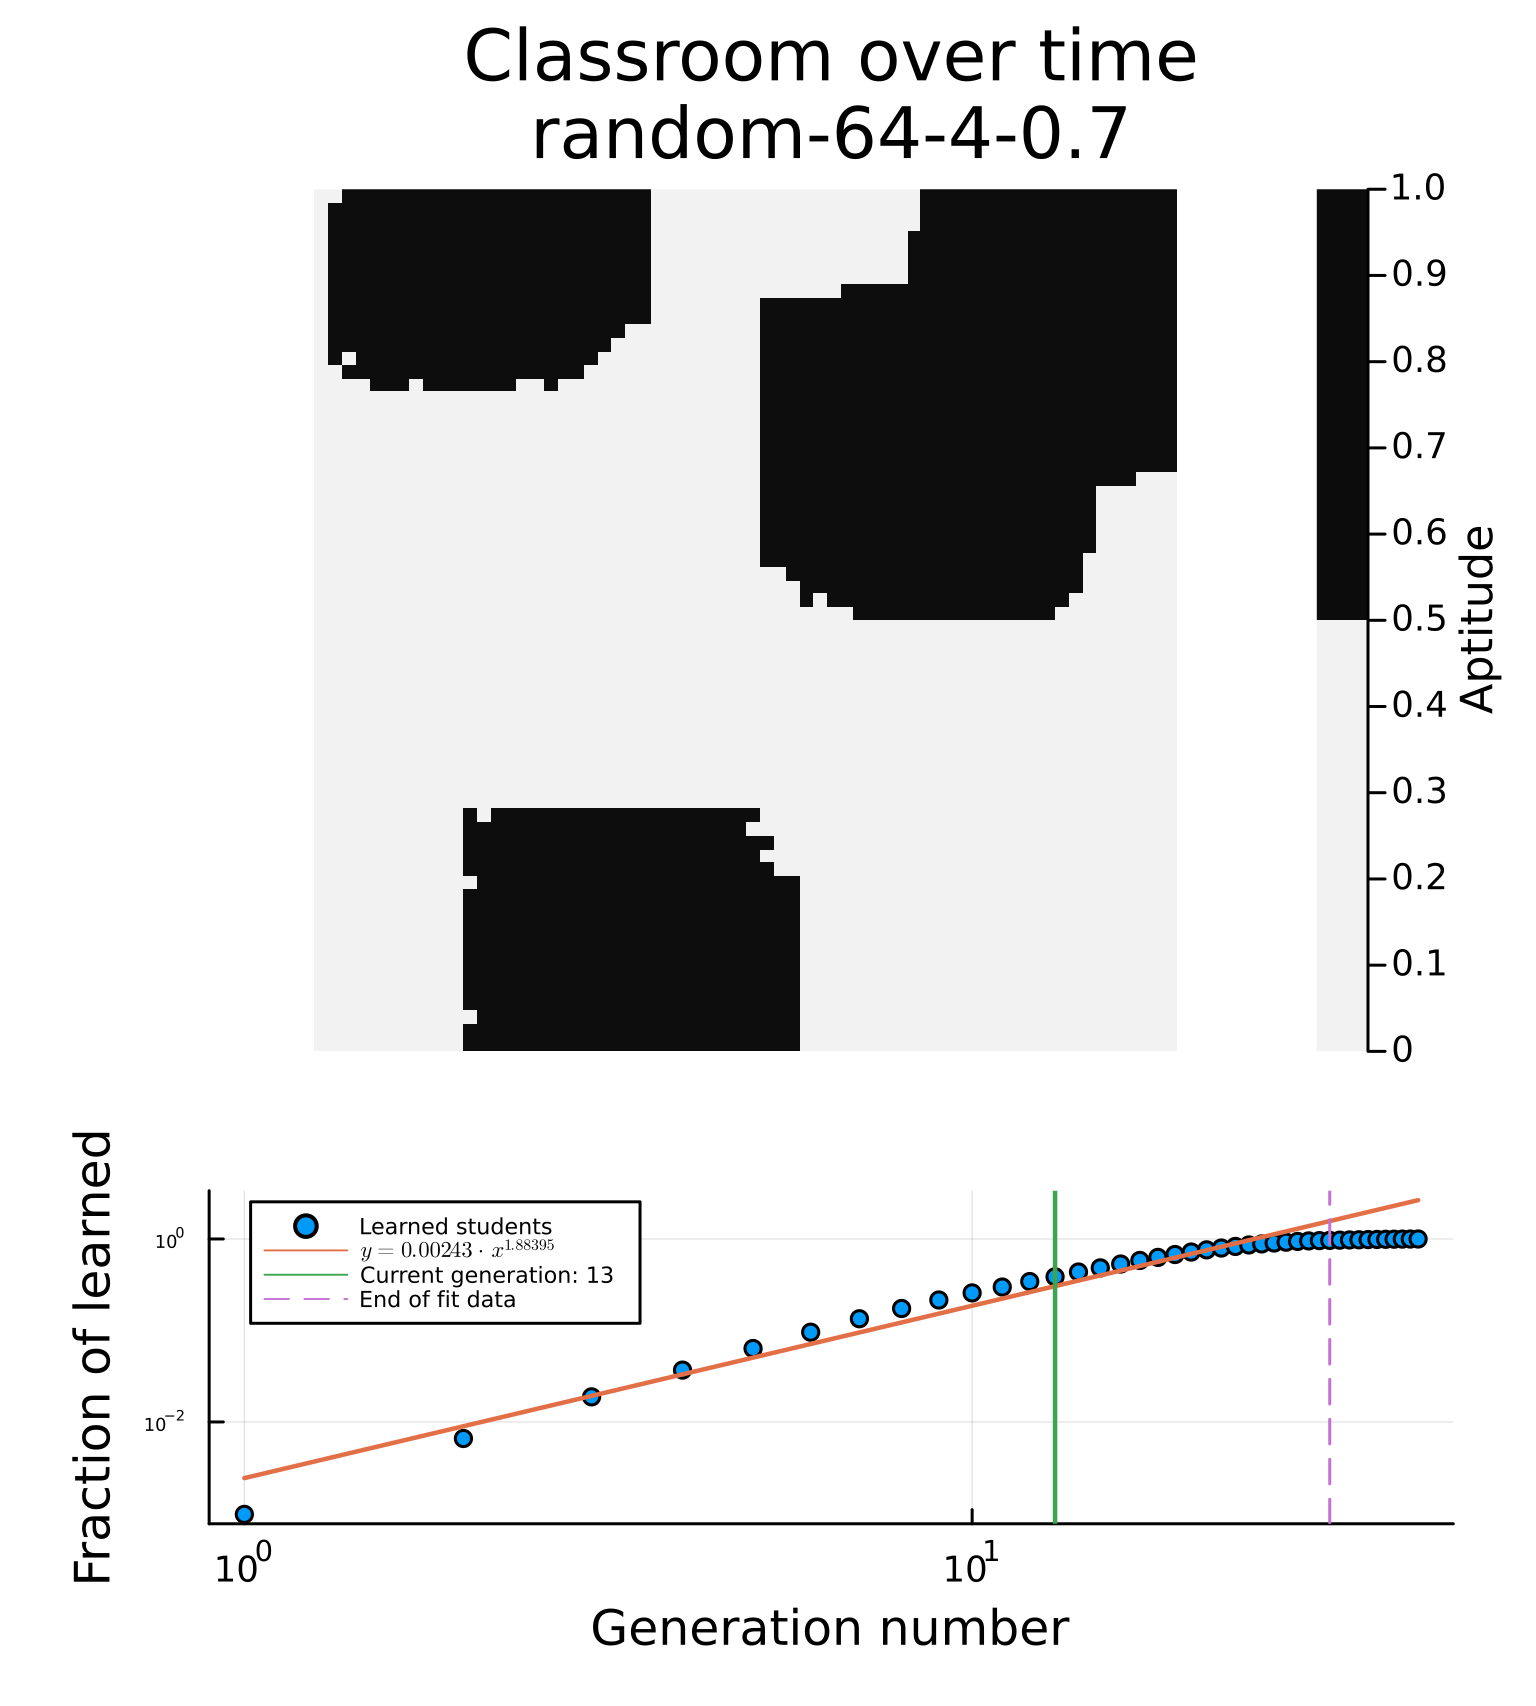 Classroom over time
random-64-4-0.7
1.0
0.9
0.8
0.7
0.6
0.5
0.4
0.3
0.2
0.1
0
Aptitude
Fraction of learned
10⁰
10⁻²
Learned students
y = 0.00243 · x^1.88395
Current generation: 13
End of fit data
10⁰
10¹
Generation number